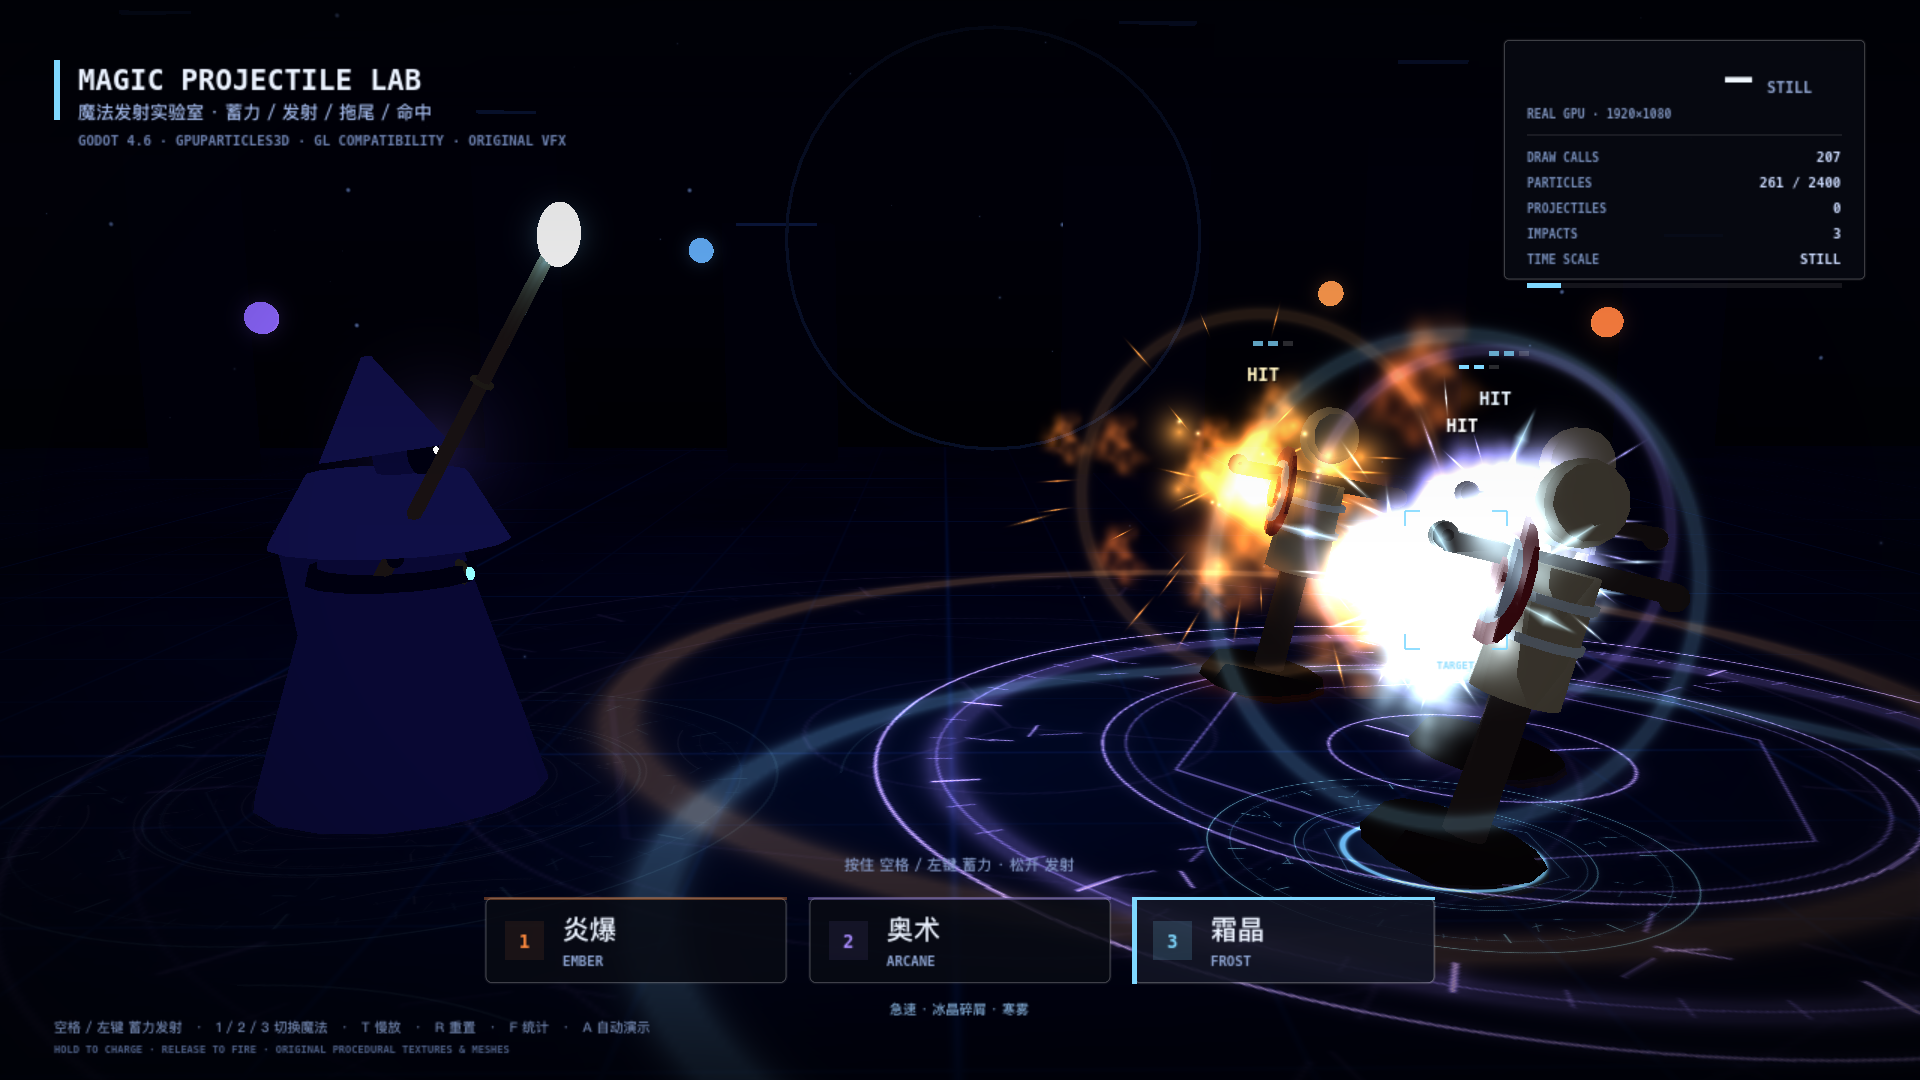 MAGIC PROJECTILE LAB
魔法发射实验室 · 蓄力 / 发射 / 拖尾 / 命中
GODOT 4.6 · GPUPARTICLES3D · GL COMPATIBILITY · ORIGINAL VFX
— STILL
REAL GPU · 1920×1080
DRAW CALLS 207
PARTICLES 261 / 2400
PROJECTILES 0
IMPACTS 3
TIME SCALE STILL
HIT
HIT
HIT
TARGET
按住 空格 / 左键 蓄力 · 松开 发射
1 炎爆
EMBER
2 奥术
ARCANE
3 霜晶
FROST
急速 · 冰晶碎屑 · 寒雾
空格 / 左键 蓄力发射 · 1 / 2 / 3 切换魔法 · T 慢放 · R 重置 · F 统计 · A 自动演示
HOLD TO CHARGE · RELEASE TO FIRE · ORIGINAL PROCEDURAL TEXTURES & MESHES